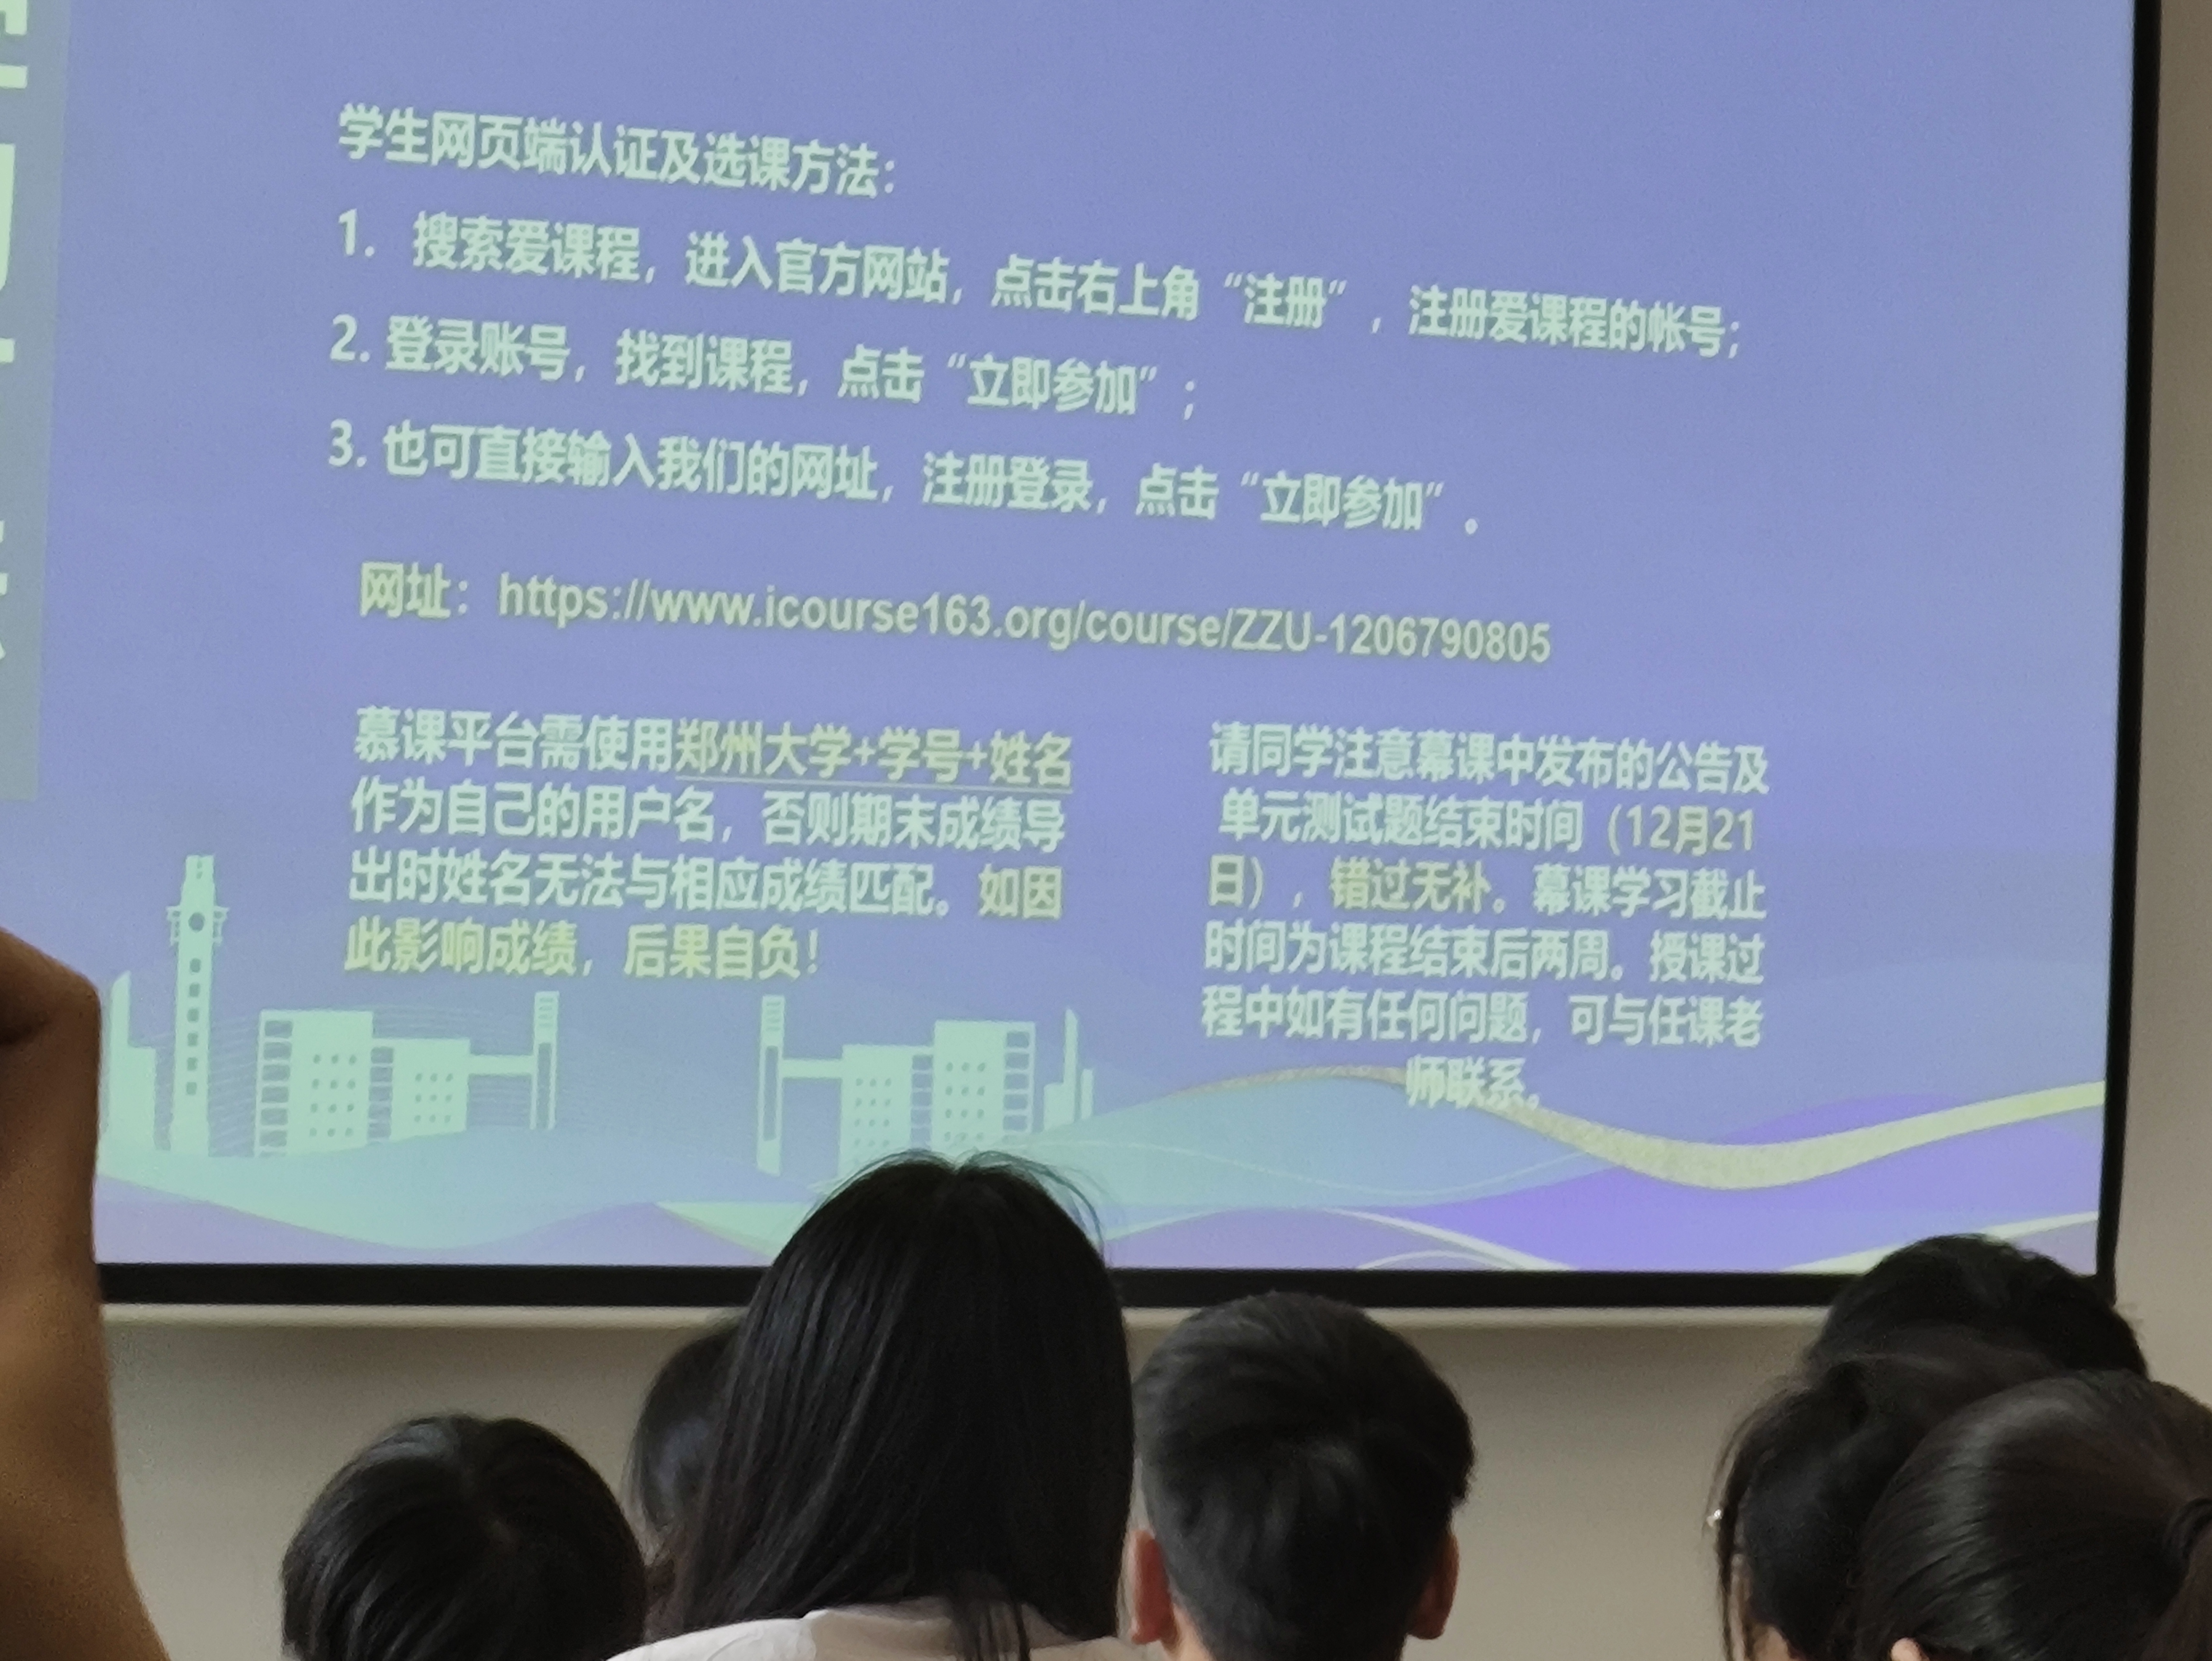 学生网页端认证及选课方法：
1. 搜索爱课程，进入官方网站，点击右上角“注册”，注册爱课程的帐号；
2. 登录账号，找到课程，点击“立即参加”；
3. 也可直接输入我们的网址，注册登录，点击“立即参加”。
网址：https://www.icourse163.org/course/ZZU-1206790805
慕课平台需使用郑州大学+学号+姓名
作为自己的用户名，否则期末成绩导
出时姓名无法与相应成绩匹配。如因
此影响成绩，后果自负！
请同学注意慕课中发布的公告及
单元测试题结束时间（12月21
日），错过无补。慕课学习截止
时间为课程结束后两周。授课过
程中如有任何问题，可与任课老
师联系。